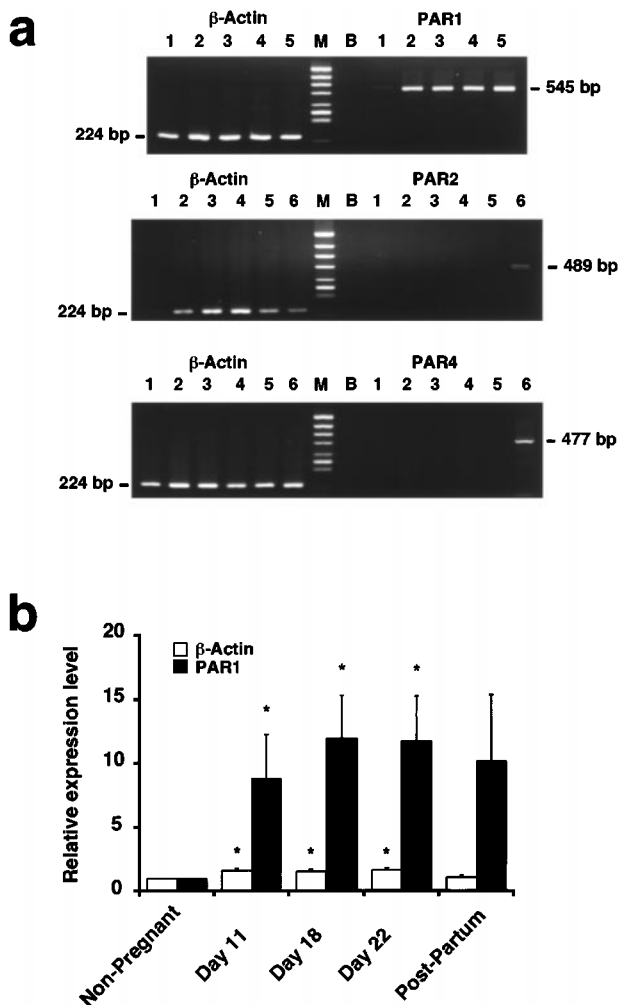 a
β-Actin PAR1
1 2 3 4 5 M B 1 2 3 4 5
224 bp – – 545 bp
β-Actin PAR2
1 2 3 4 5 6 M B 1 2 3 4 5 6
224 bp – – 489 bp
β-Actin PAR4
1 2 3 4 5 6 M B 1 2 3 4 5 6
224 bp – – 477 bp
b
Relative expression level
20
15
10
5
0
β-Actin
PAR1
* * *
* * *
Non-Pregnant Day 11 Day 18 Day 22 Post-Partum